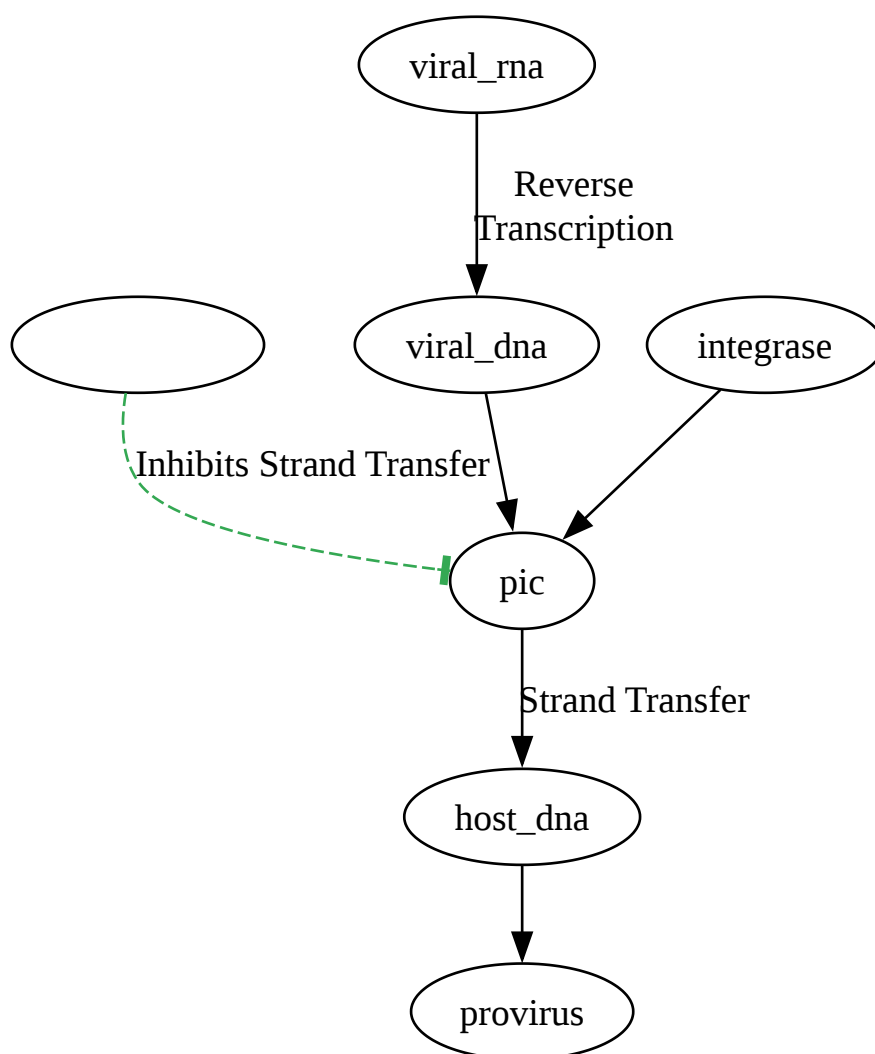 viral_rna
Reverse
Transcription
viral_dna
integrase
Inhibits Strand Transfer
pic
Strand Transfer
host_dna
provirus